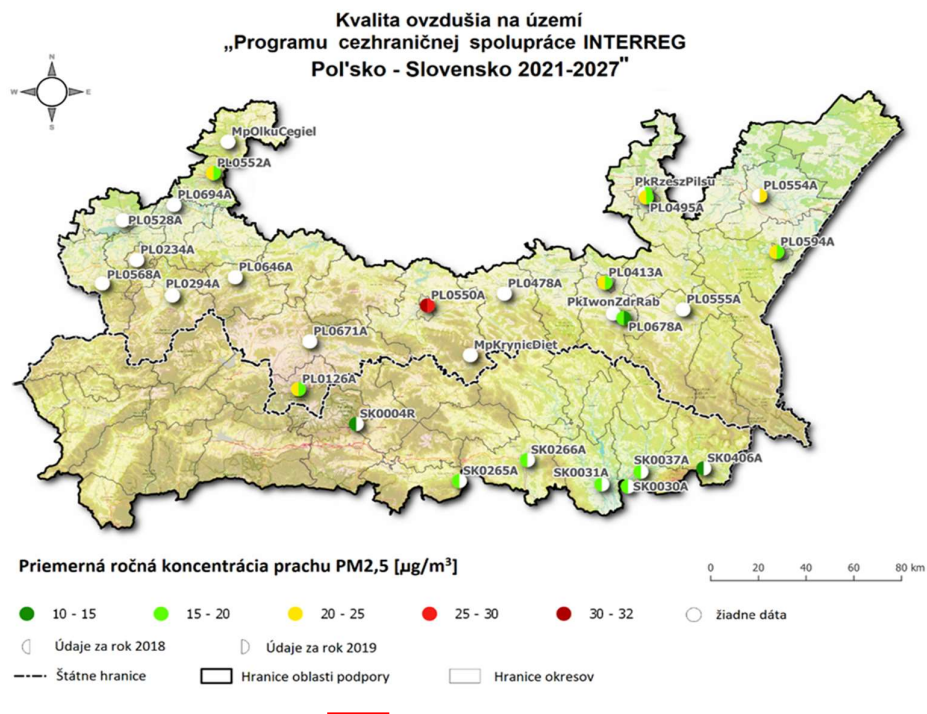 Kvalita ovzdušia na území
„Programu cezhraničnej spolupráce INTERREG
Poľsko - Slovensko 2021-2027"
N
W
E
S
MpOlkuCegiel
PL0552A
PL0694A
PL0528A
PL0234A
PL0568A
PL0294A
PL0646A
PkRzeszPilsu
PL0495A
PL0554A
PL0594A
PL0413A
PL0550A
PL0478A
PkIwonZdrRab
PL0555A
PL0678A
PL0671A
MpKrynicDiet
PL0126A
SK0004R
SK0266A
SK0265A
SK0031A
SK0037A
SK0406A
SK0030A
Priemerná ročná koncentrácia prachu PM2,5 [µg/m³]
0 20 40 60 80 km
10 - 15
15 - 20
20 - 25
25 - 30
30 - 32
žiadne dáta
Údaje za rok 2018
Údaje za rok 2019
Štátne hranice
Hranice oblasti podpory
Hranice okresov